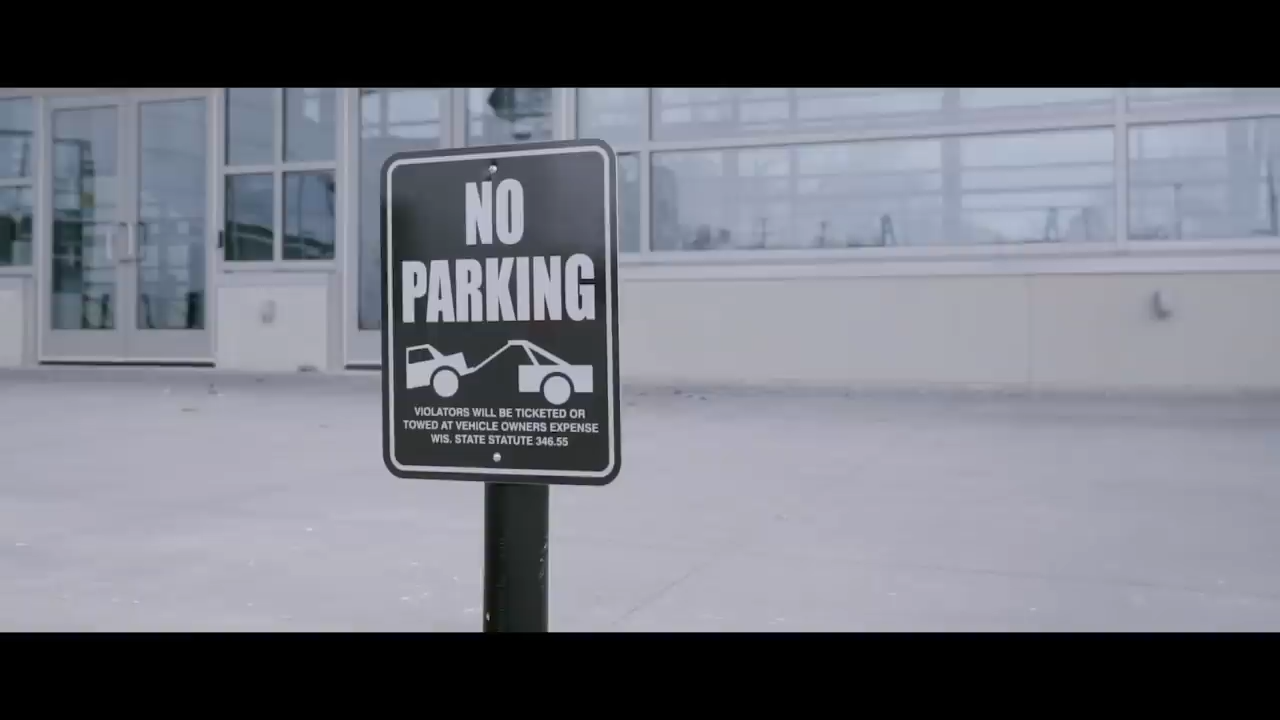 NO
PARKING
VIOLATORS WILL BE TICKETED OR
TOWED AT VEHICLE OWNERS EXPENSE
WIS. STATE STATUTE 346.55